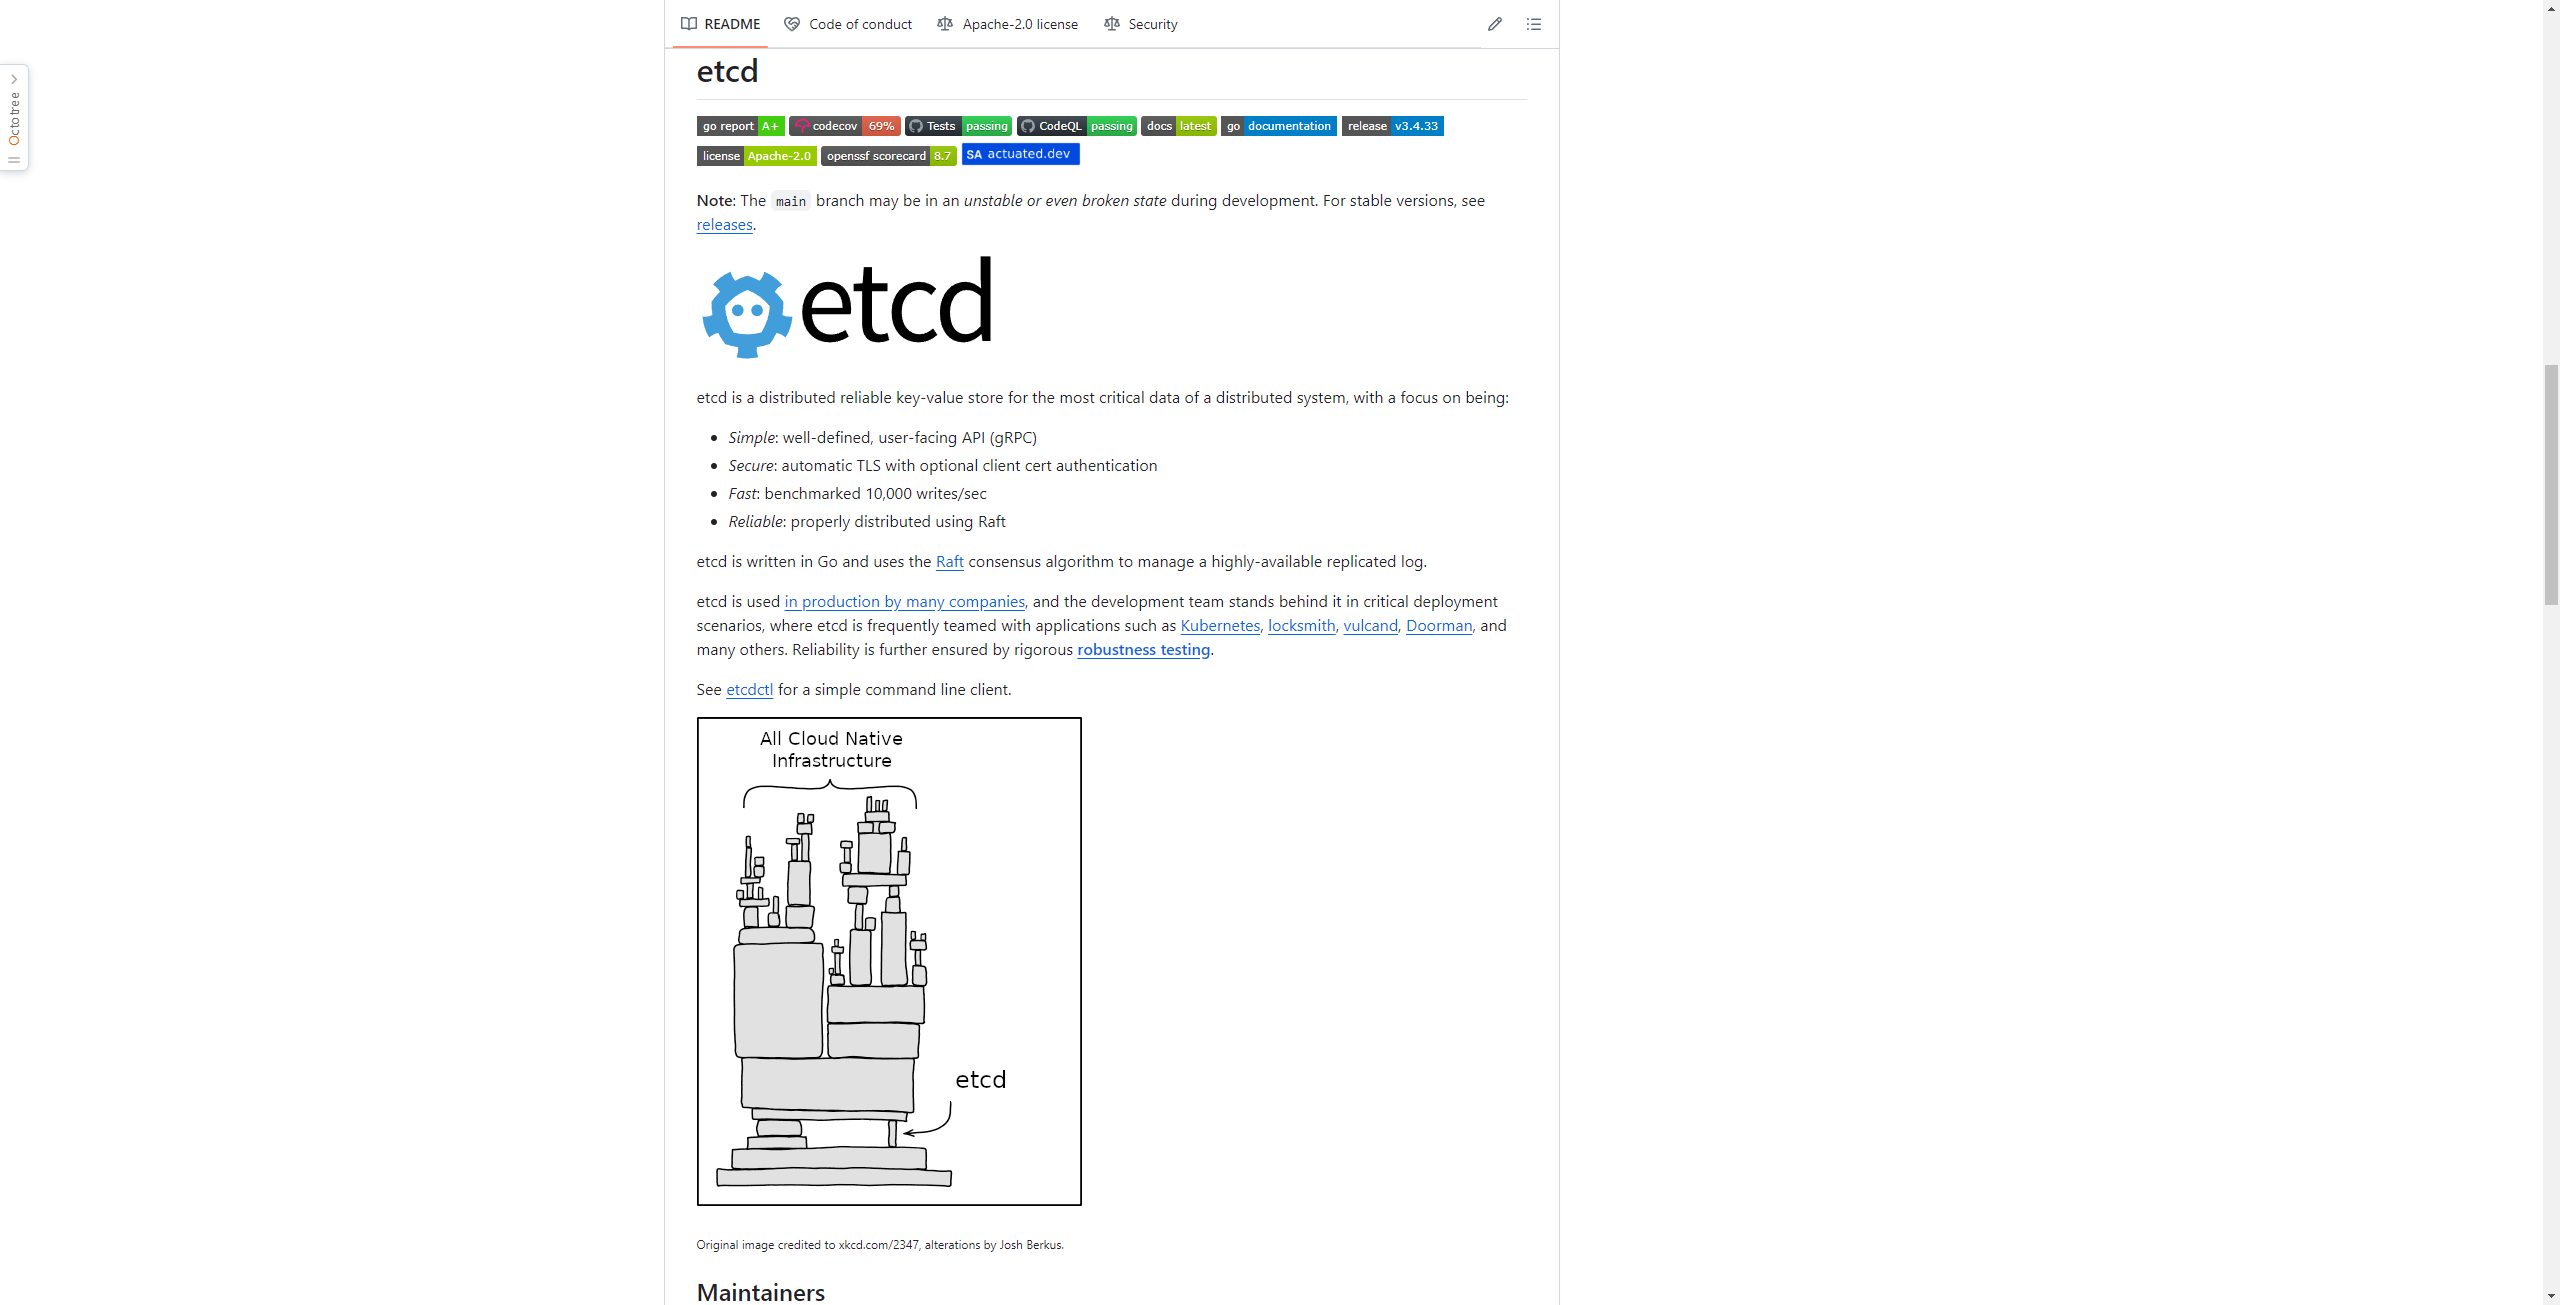 README Code of conduct Apache-2.0 license Security
Octotree
etcd
go report A+ codecov 69% Tests passing CodeQL passing docs latest go documentation release v3.4.33
license Apache-2.0 openssf scorecard 8.7 SA actuated.dev
Note: The main branch may be in an unstable or even broken state during development. For stable versions, see
releases.
etcd
etcd is a distributed reliable key-value store for the most critical data of a distributed system, with a focus on being:
• Simple: well-defined, user-facing API (gRPC)
• Secure: automatic TLS with optional client cert authentication
• Fast: benchmarked 10,000 writes/sec
• Reliable: properly distributed using Raft
etcd is written in Go and uses the Raft consensus algorithm to manage a highly-available replicated log.
etcd is used in production by many companies, and the development team stands behind it in critical deployment
scenarios, where etcd is frequently teamed with applications such as Kubernetes, locksmith, vulcand, Doorman, and
many others. Reliability is further ensured by rigorous robustness testing.
See etcdctl for a simple command line client.
All Cloud Native
Infrastructure
etcd
Original image credited to xkcd.com/2347, alterations by Josh Berkus.
Maintainers